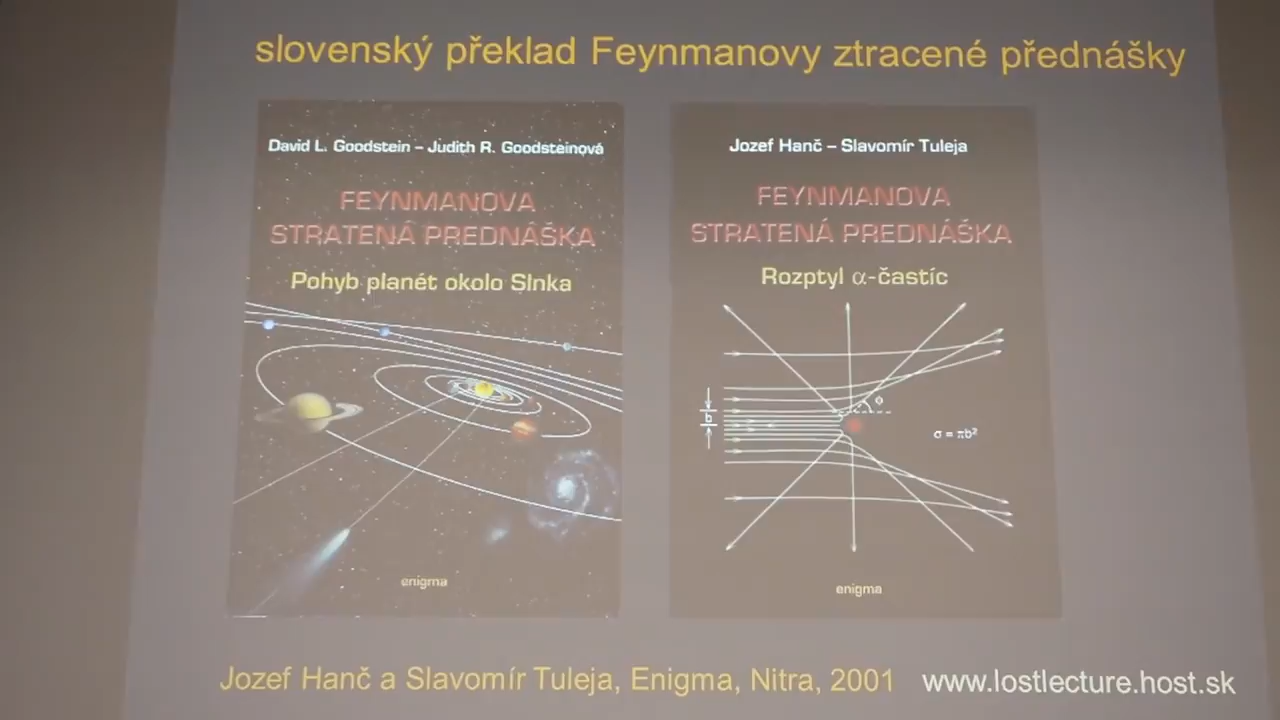 slovenský překlad Feynmanovy ztracené přednášky
David L. Goodstein – Judith R. Goodsteinová
FEYNMANOVA
STRATENÁ PREDNÁŠKA
Pohyb planét okolo Slnka
enigma
Jozef Hanč – Slavomír Tuleja
FEYNMANOVA
STRATENÁ PREDNÁŠKA
Rozptyl α-častíc
b
ϕ
σ = πb²
enigma
Jozef Hanč a Slavomír Tuleja, Enigma, Nitra, 2001
www.lostlecture.host.sk